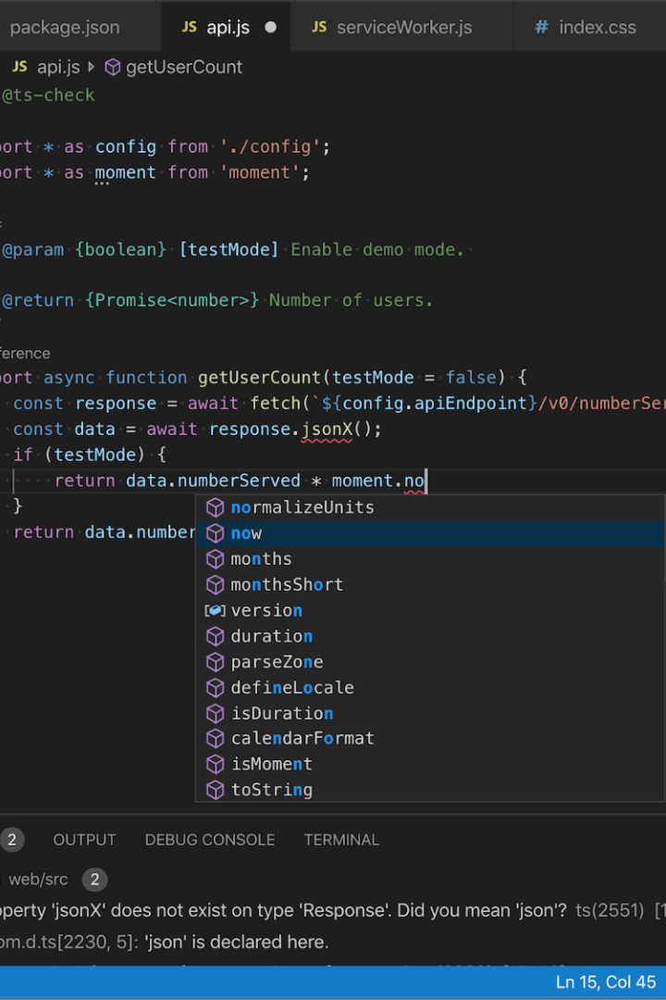 package.json JS api.js JS serviceWorker.js # index.css
JS api.js getUserCount
@ts-check
ort * as config from './config';
ort * as moment from 'moment';
@param {boolean} [testMode] Enable demo mode.
@return {Promise<number>} Number of users.
ference
ort async function getUserCount(testMode = false) {
const response = await fetch(`${config.apiEndpoint}/v0/numberSer
const data = await response.jsonX();
if (testMode) {
return data.numberServed * moment.no
}
return data.number
normalizeUnits
now
months
monthsShort
version
duration
parseZone
defineLocale
isDuration
calendarFormat
isMoment
toString
2 OUTPUT DEBUG CONSOLE TERMINAL
web/src 2
operty 'jsonX' does not exist on type 'Response'. Did you mean 'json'? ts(2551) [1
om.d.ts[2230, 5]: 'json' is declared here.
Ln 15, Col 45